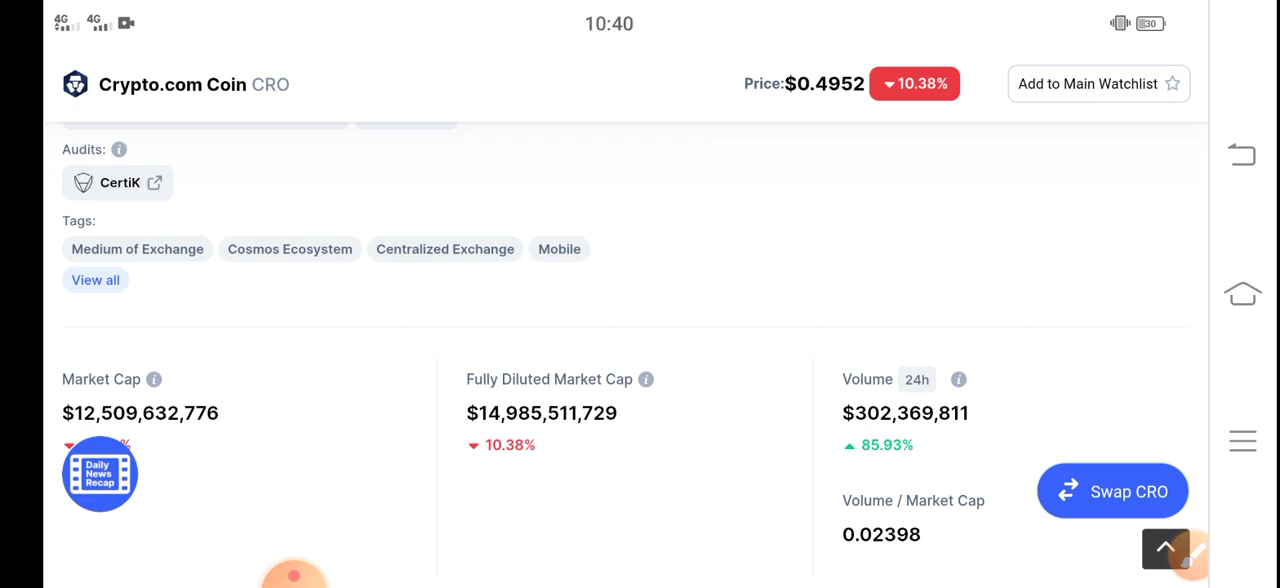 4G 4G 10:40 30
Crypto.com Coin CRO Price:$0.4952 10.38% Add to Main Watchlist
Audits:
CertiK
Tags:
Medium of Exchange Cosmos Ecosystem Centralized Exchange Mobile
View all
Market Cap Fully Diluted Market Cap Volume 24h
$12,509,632,776 $14,985,511,729 $302,369,811
% 10.38% 85.93%
Daily
News
Recap
Swap CRO
Volume / Market Cap
0.02398